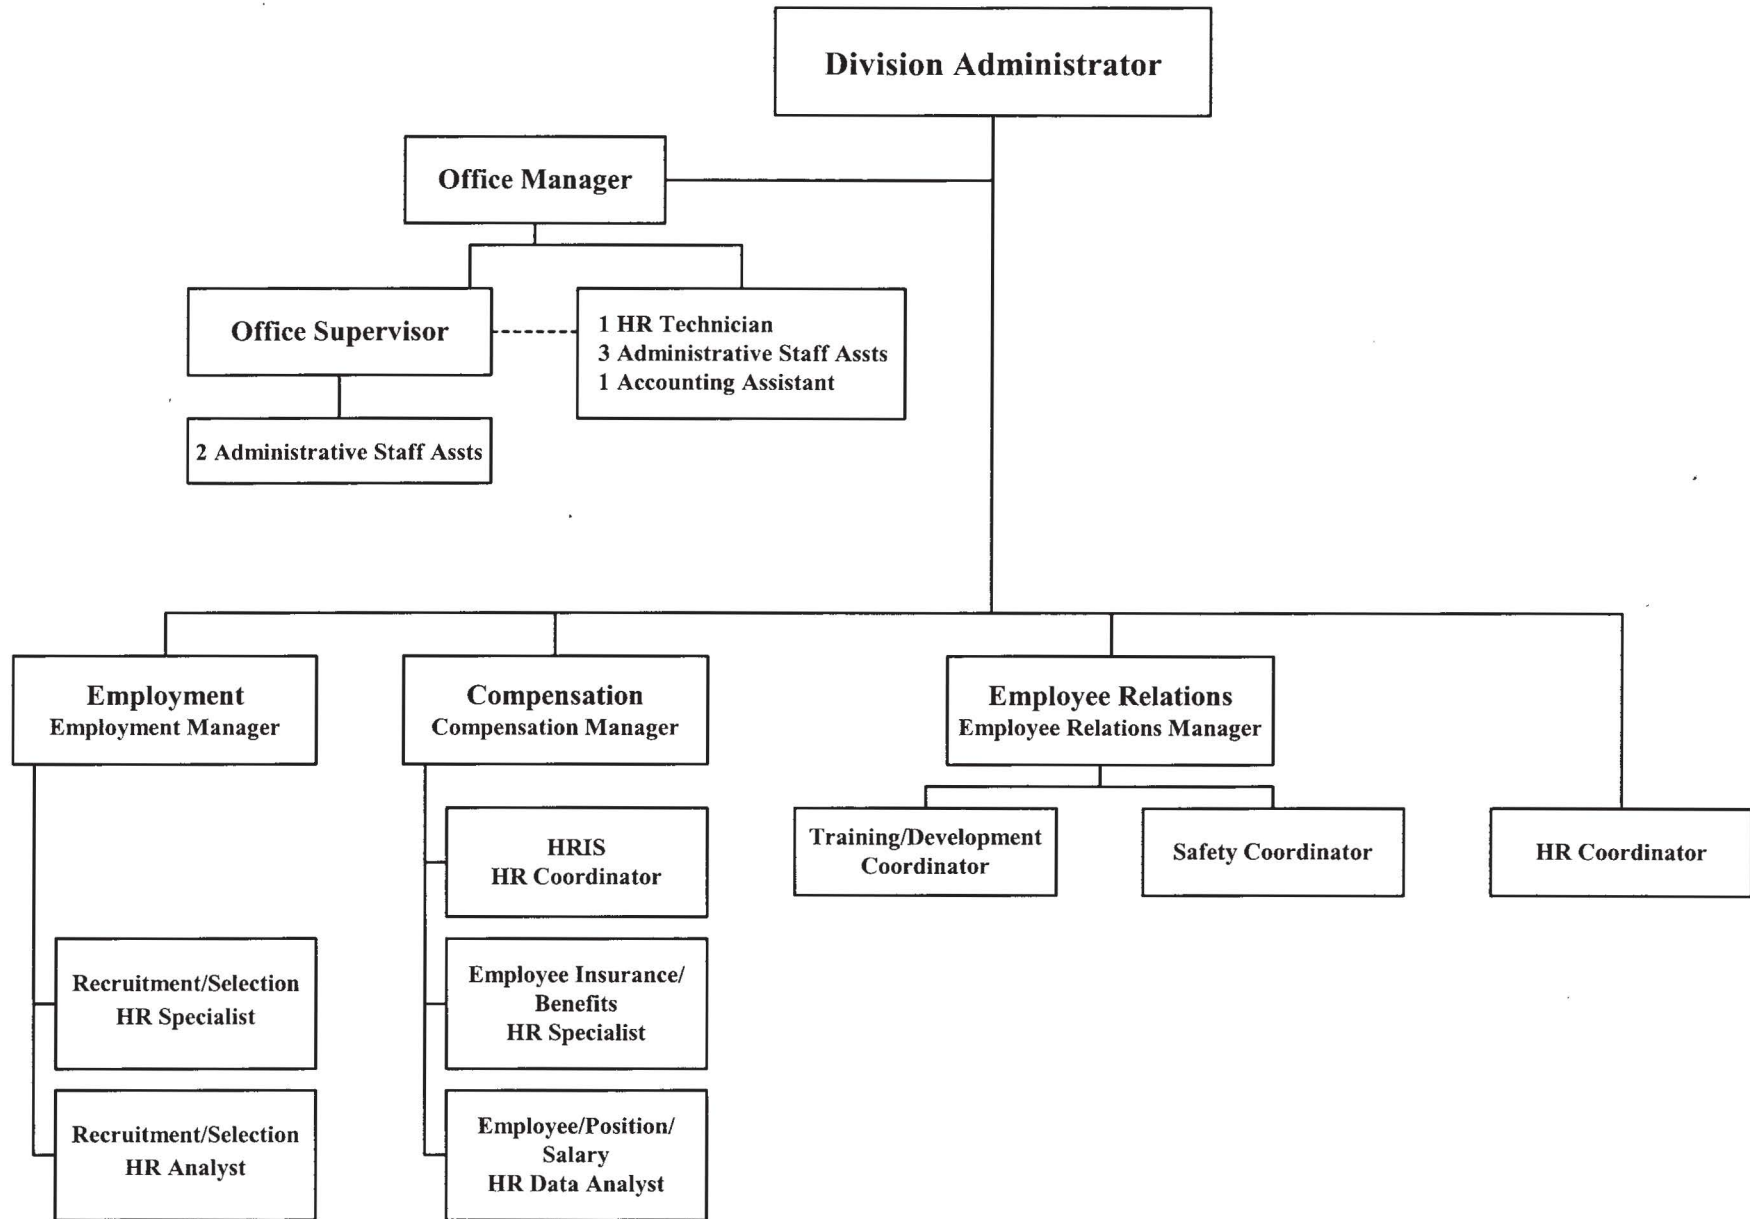 Division Administrator
Office Manager
Office Supervisor
1 HR Technician
3 Administrative Staff Assts
1 Accounting Assistant
2 Administrative Staff Assts
Employment
Employment Manager
Compensation
Compensation Manager
Employee Relations
Employee Relations Manager
HRIS
HR Coordinator
Training/Development
Coordinator
Safety Coordinator
HR Coordinator
Recruitment/Selection
HR Specialist
Employee Insurance/
Benefits
HR Specialist
Recruitment/Selection
HR Analyst
Employee/Position/
Salary
HR Data Analyst